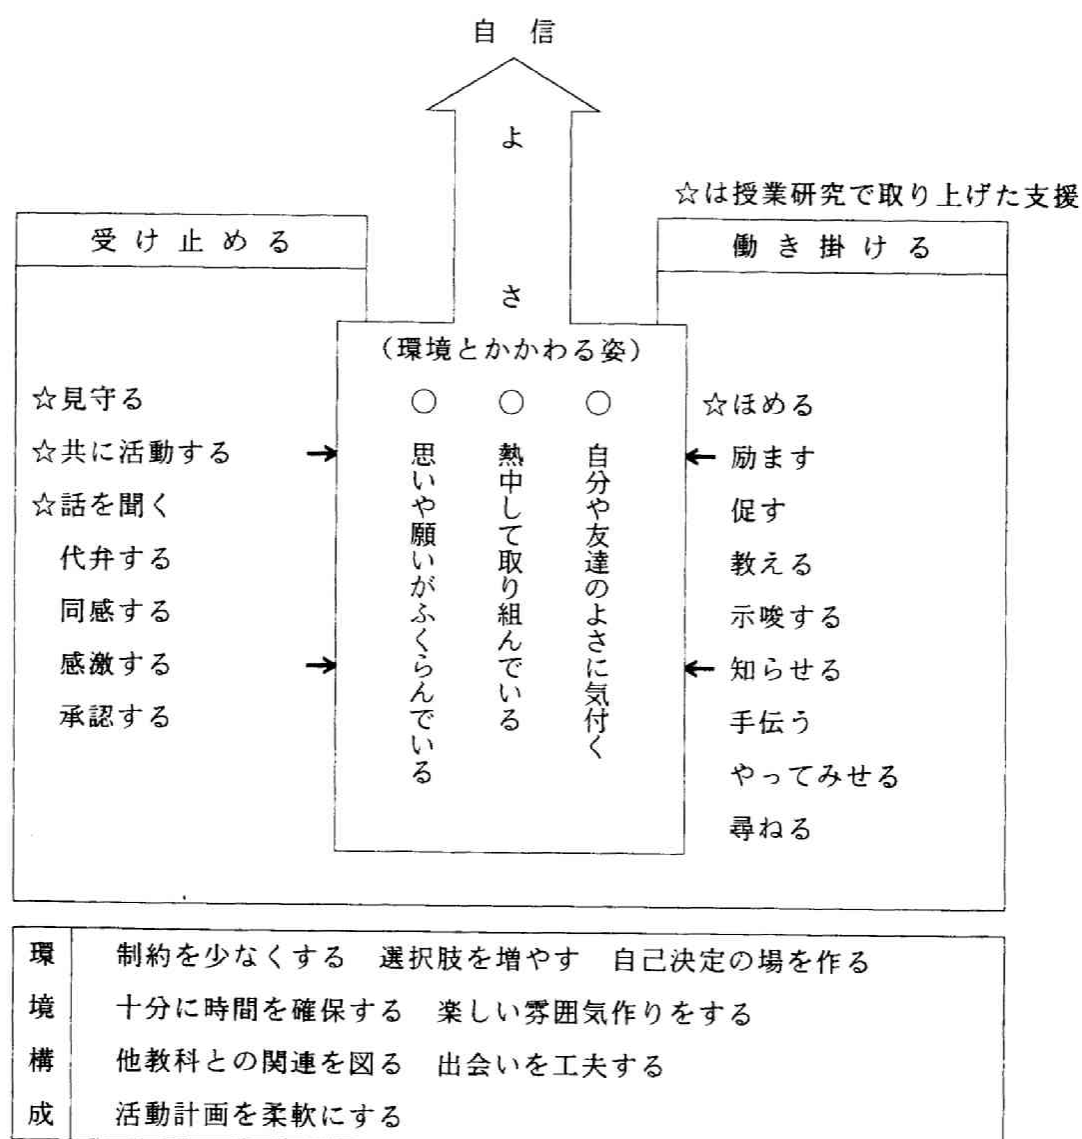 自 信
よ
さ
☆は授業研究で取り上げた支援
受 け 止 め る
☆見守る
☆共に活動する
☆話を聞く
代弁する
同感する
感激する
承認する
(環境とかかわる姿)
○ 自分や友達のよさに気付く
○ 熱中して取り組んでいる
○ 思いや願いがふくらんでいる
働 き 掛 け る
☆ほめる
励ます
促す
教える
示唆する
知らせる
手伝う
やってみせる
尋ねる
環境構成
制約を少なくする 選択肢を増やす 自己決定の場を作る
十分に時間を確保する 楽しい雰囲気作りをする
他教科との関連を図る 出会いを工夫する
活動計画を柔軟にする